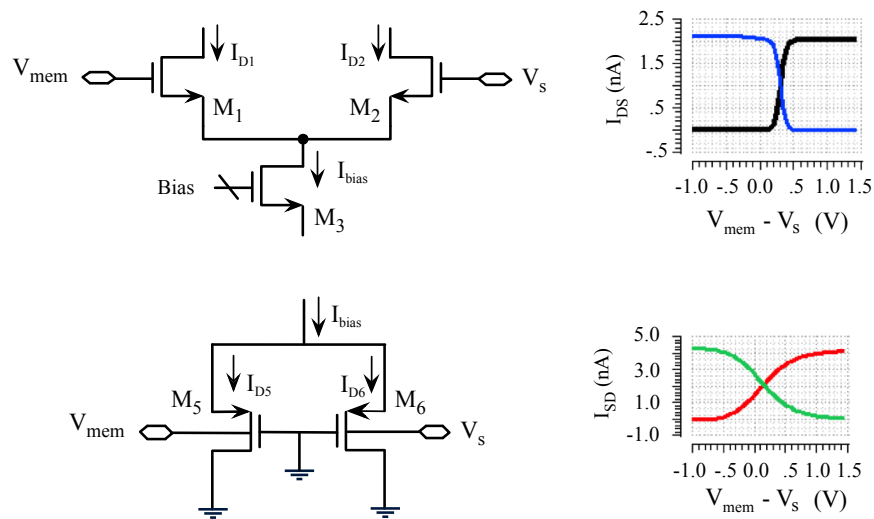 V_mem
I_D1
I_D2
V_s
M_1
M_2
Bias
I_bias
M_3
2.5
1.5
.5
-.5
I_DS (nA)
-1.0 0.0 .5 1.0 1.5
V_mem - V_s (V)
I_bias
M_5
I_D5
I_D6
M_6
V_mem
V_s
5.0
3.0
1.0
-1.0
I_SD (nA)
-1.0 0.0 .5 1.0 1.5
V_mem - V_s (V)